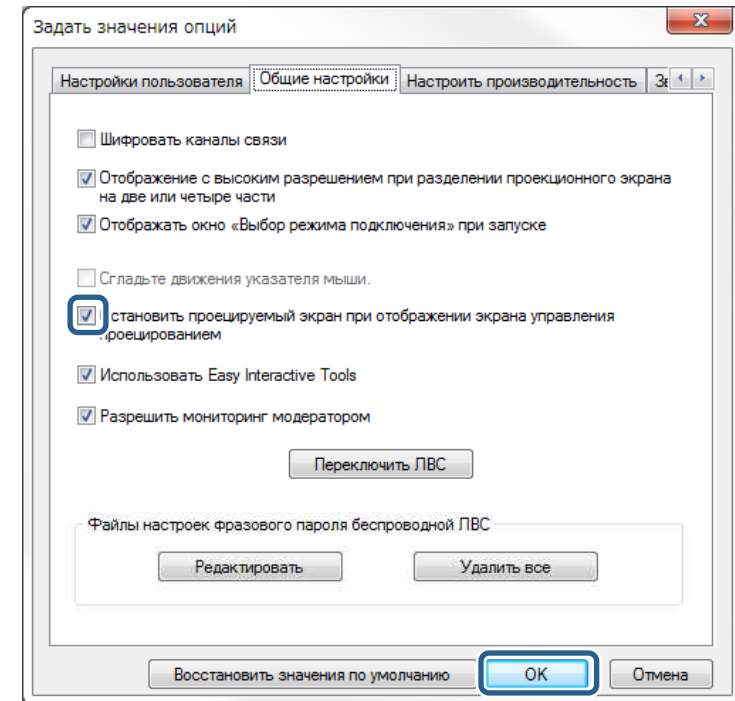 Задать значения опций
Настройки пользователя Общие настройки Настроить производительность
Шифровать каналы связи
Отображение с высоким разрешением при разделении проекционного экрана
на две или четыре части
Отображать окно «Выбор режима подключения» при запуске
Сгладьте движения указателя мыши.
становить проецируемый экран при отображении экрана управления
роецированием
Использовать Easy Interactive Tools
Разрешить мониторинг модератором
Переключить ЛВС
Файлы настроек фразового пароля беспроводной ЛВС
Редактировать Удалить все
Восстановить значения по умолчанию OK Отмена